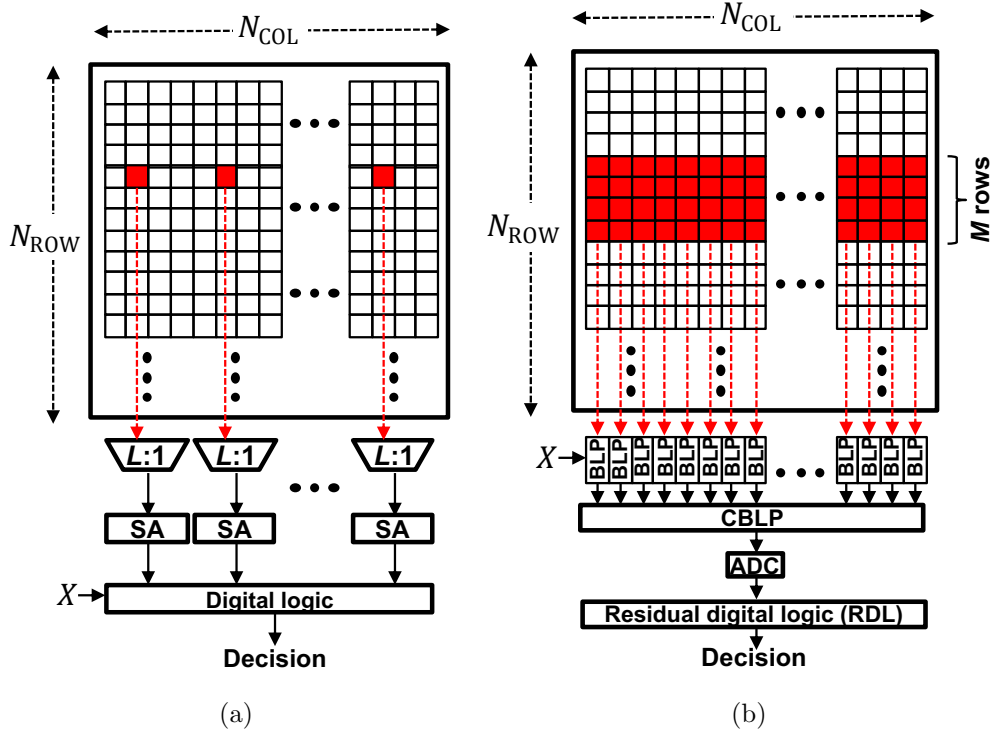 N_COL
N_ROW
L:1 L:1 L:1
SA SA SA
X
Digital logic
Decision
(a)
N_COL
N_ROW
M rows
X
BLP BLP BLP BLP BLP BLP BLP BLP BLP BLP BLP BLP
CBLP
ADC
Residual digital logic (RDL)
Decision
(b)